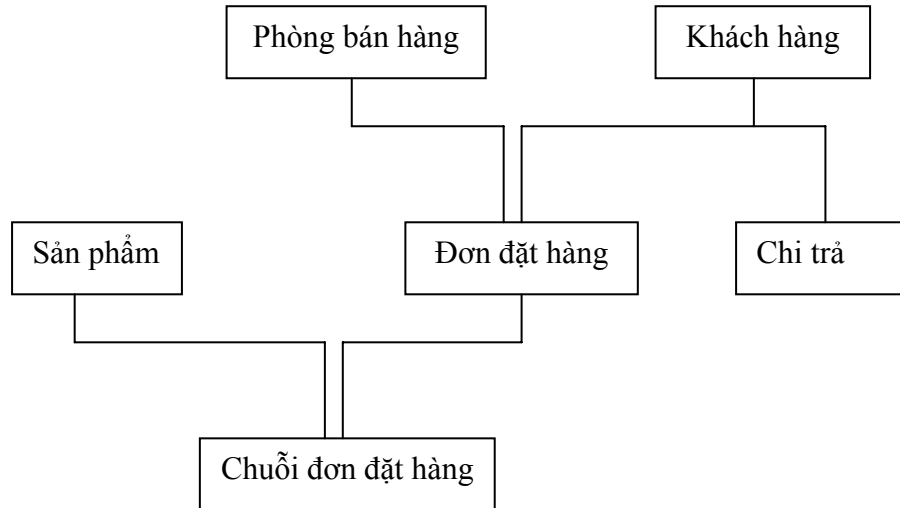 Phòng bán hàng
Khách hàng
Sản phẩm
Đơn đặt hàng
Chi trả
Chuỗi đơn đặt hàng